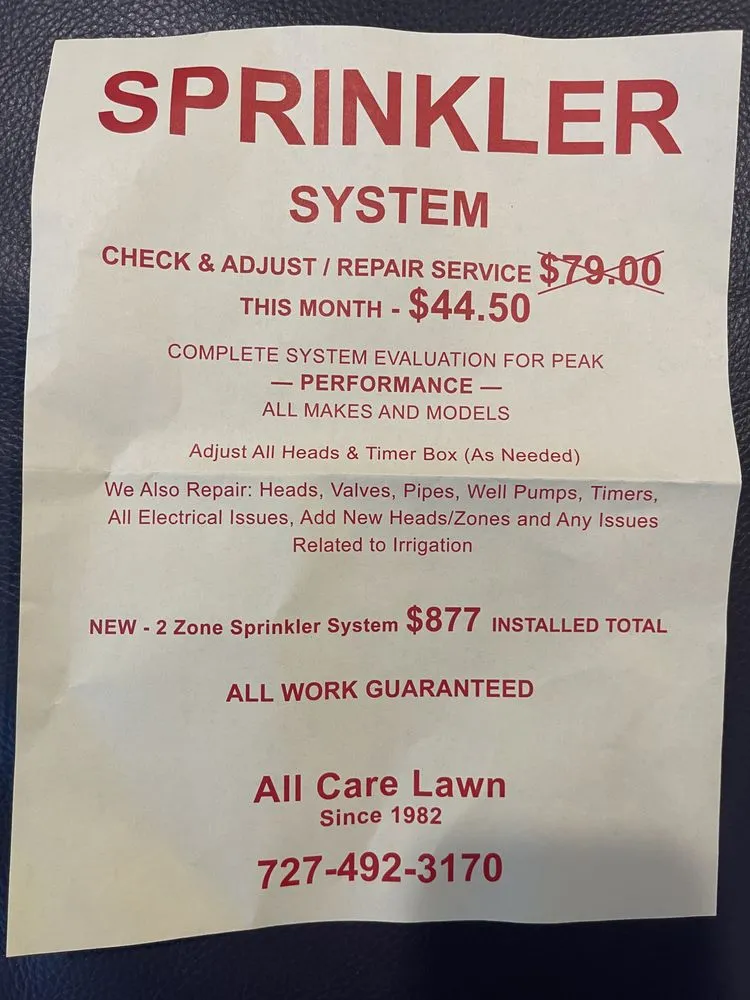 SPRINKLER
SYSTEM
CHECK & ADJUST / REPAIR SERVICE $79.00
THIS MONTH - $44.50
COMPLETE SYSTEM EVALUATION FOR PEAK
— PERFORMANCE —
ALL MAKES AND MODELS
Adjust All Heads & Timer Box (As Needed)
We Also Repair: Heads, Valves, Pipes, Well Pumps, Timers,
All Electrical Issues, Add New Heads/Zones and Any Issues
Related to Irrigation
NEW - 2 Zone Sprinkler System $877 INSTALLED TOTAL
ALL WORK GUARANTEED
All Care Lawn
Since 1982
727-492-3170